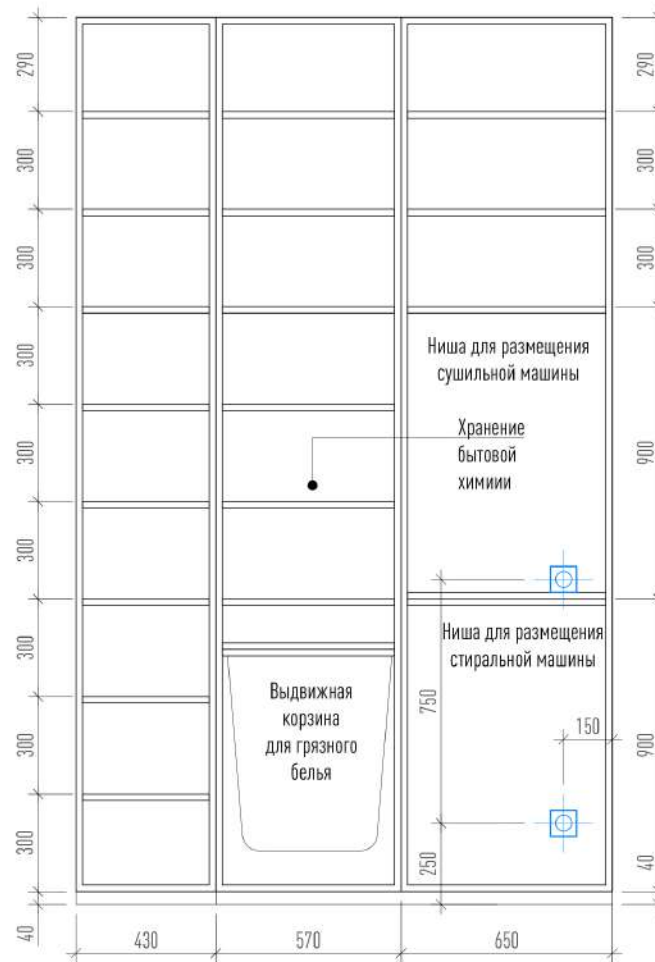 290
300
300
300
300
300
300
300
300
40
290
300
300
900
900
40
Ниша для размещения
сушильной машины
Хранение
бытовой
химиии
Ниша для размещения
стиральной машины
Выдвижная
корзина
для грязного
белья
750
150
250
430
570
650